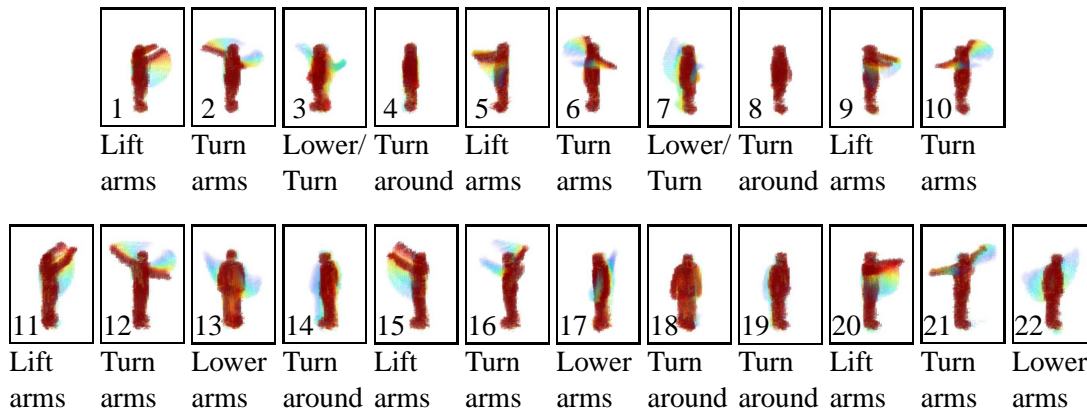 1 2 3 4 5 6 7 8 9 10
Lift Turn Lower/ Turn Lift Turn Lower/ Turn Lift Turn
arms arms Turn around arms arms Turn around arms arms
11 12 13 14 15 16 17 18 19 20 21 22
Lift Turn Lower Turn Lift Turn Lower Turn Turn Lift Turn Lower
arms arms arms around arms arms arms around around arms arms arms